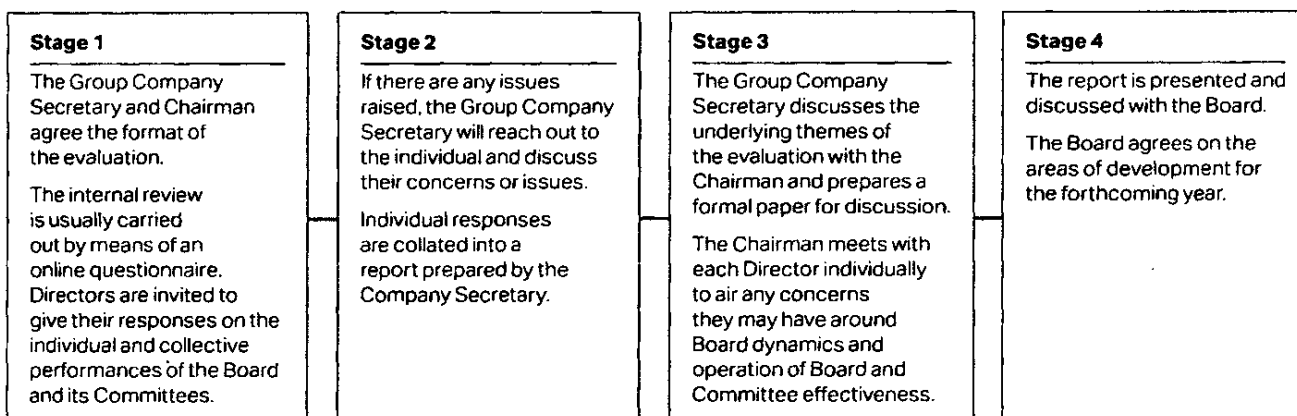 Stage 1
The Group Company
Secretary and Chairman
agree the format of
the evaluation.
The internal review
is usually carried
out by means of an
online questionnaire.
Directors are invited to
give their responses on the
individual and collective
performances of the Board
and its Committees.
Stage 2
If there are any issues
raised, the Group Company
Secretary will reach out to
the individual and discuss
their concerns or issues.
Individual responses
are collated into a
report prepared by the
Company Secretary.
Stage 3
The Group Company
Secretary discusses the
underlying themes of
the evaluation with the
Chairman and prepares a
formal paper for discussion.
The Chairman meets with
each Director individually
to air any concerns
they may have around
Board dynamics and
operation of Board and
Committee effectiveness.
Stage 4
The report is presented and
discussed with the Board.
The Board agrees on the
areas of development for
the forthcoming year.